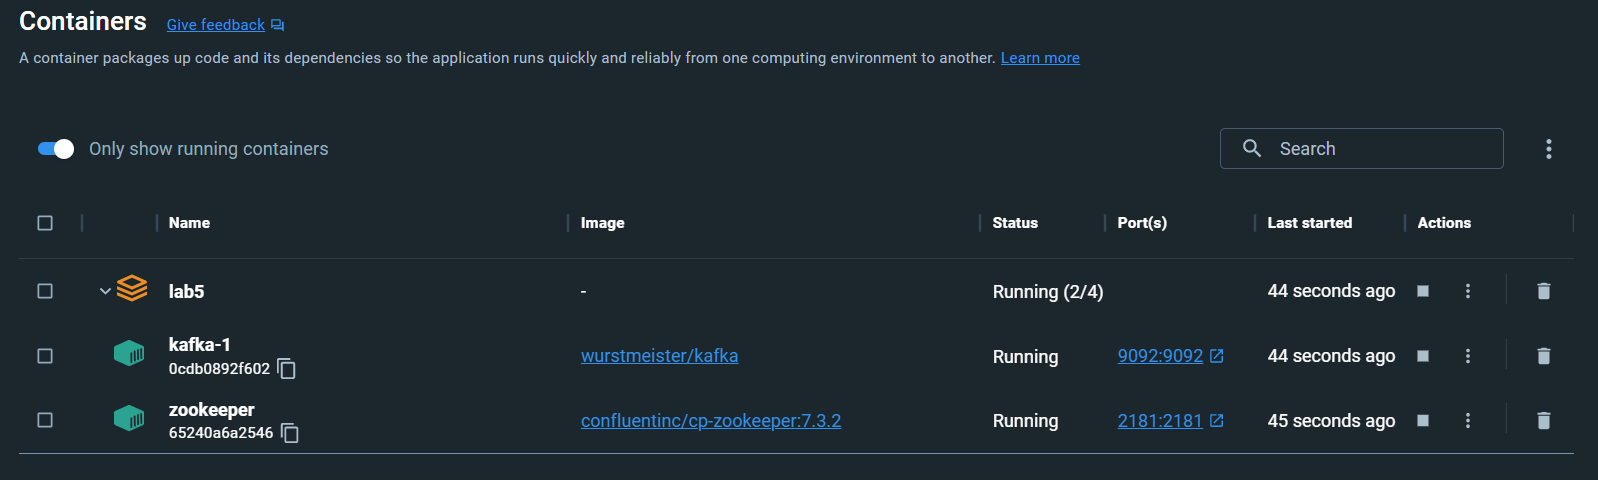 Containers Give feedback
A container packages up code and its dependencies so the application runs quickly and reliably from one computing environment to another. Learn more
Only show running containers Search
Name Image Status Port(s) Last started Actions
lab5 - Running (2/4) 44 seconds ago
kafka-1 wurstmeister/kafka Running 9092:9092 44 seconds ago
0cdb0892f602
zookeeper confluentinc/cp-zookeeper:7.3.2 Running 2181:2181 45 seconds ago
65240a6a2546